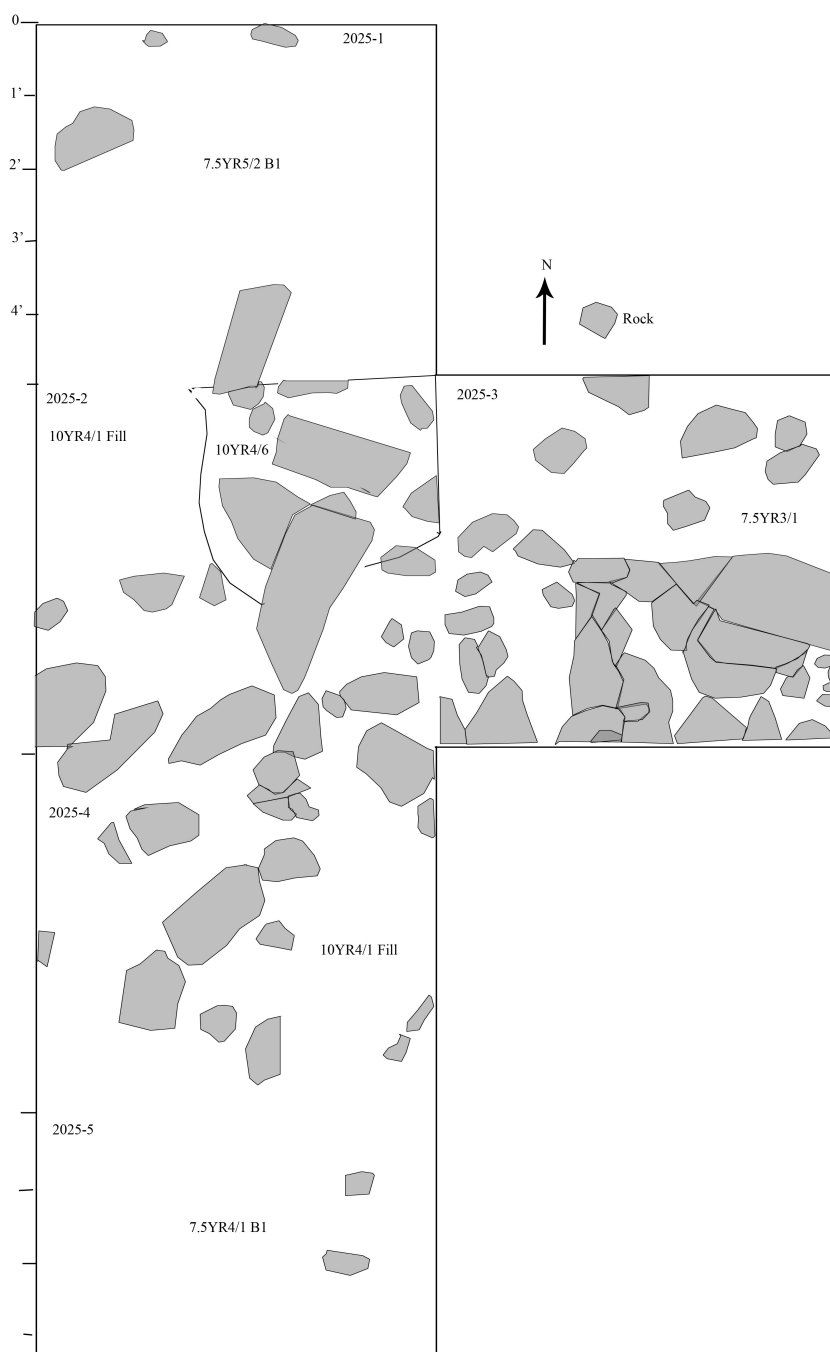 0
2025-1
1’
7.5YR5/2 B1
2’
3’
N
4’
Rock
2025-2
2025-3
10YR4/1 Fill
10YR4/6
7.5YR3/1
2025-4
10YR4/1 Fill
2025-5
7.5YR4/1 B1